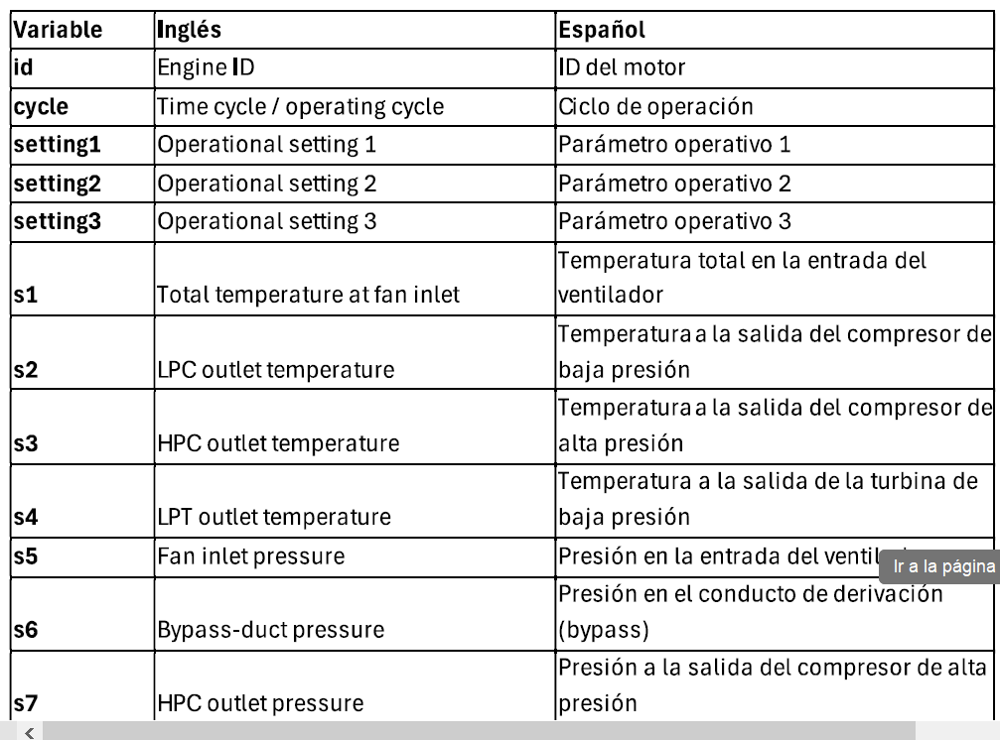 Variable Inglés Español
id Engine ID ID del motor
cycle Time cycle / operating cycle Ciclo de operación
setting1 Operational setting 1 Parámetro operativo 1
setting2 Operational setting 2 Parámetro operativo 2
setting3 Operational setting 3 Parámetro operativo 3
Temperatura total en la entrada del
s1 Total temperature at fan inlet ventilador
Temperatura a la salida del compresor de
s2 LPC outlet temperature baja presión
Temperatura a la salida del compresor de
s3 HPC outlet temperature alta presión
Temperatura a la salida de la turbina de
s4 LPT outlet temperature baja presión
s5 Fan inlet pressure Presión en la entrada del
Ir a la página
Presión en el conducto de derivación
s6 Bypass-duct pressure (bypass)
Presión a la salida del compresor de alta
s7 HPC outlet pressure presión